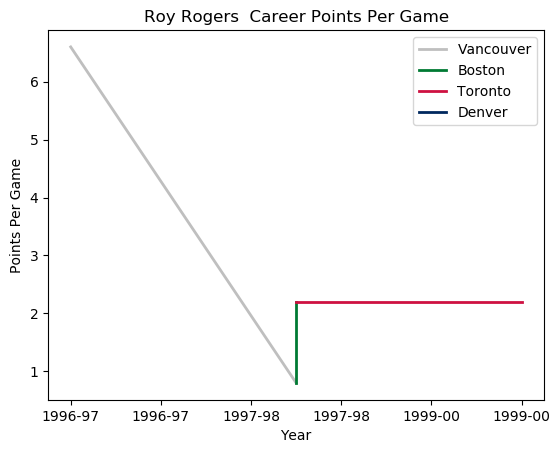 Roy Rogers  Career Points Per Game
Vancouver
Boston
Toronto
Denver
Points Per Game
6
5
4
3
2
1
1996-97 1996-97 1997-98 1997-98 1999-00 1999-00
Year